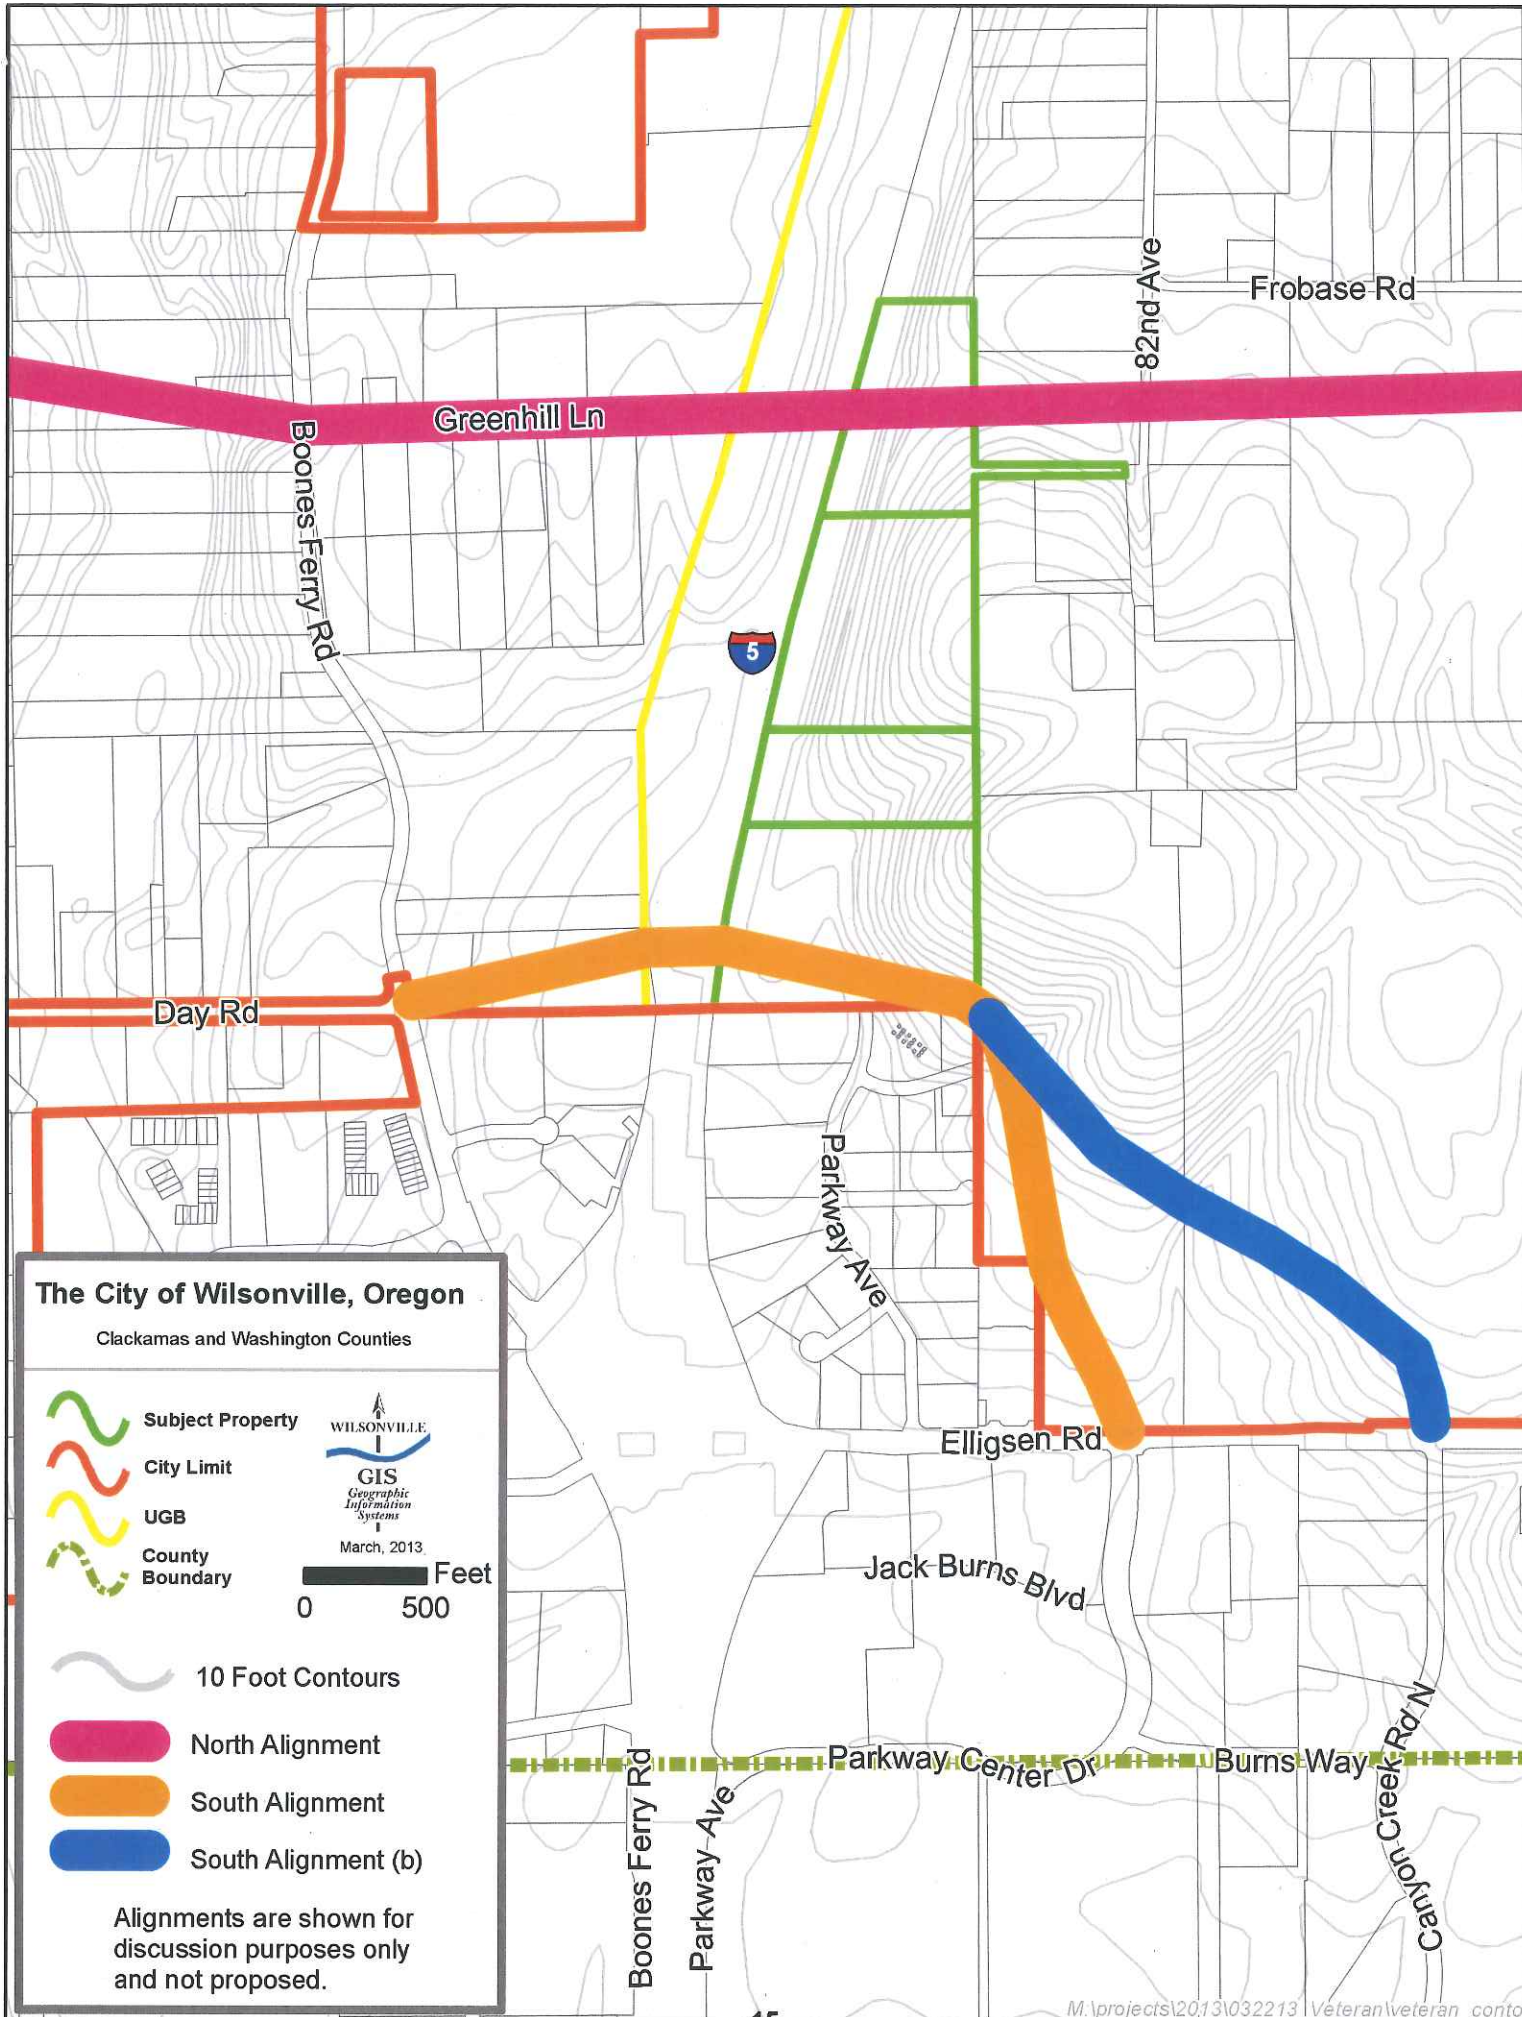 82nd Ave
Frobase Rd
Greenhill Ln
Boones Ferry Rd
5
Day Rd
Parkway Ave
Elligsen Rd
Jack Burns Blvd
Parkway Center Dr
Burns Way
Canyon Creek Rd N
Boones Ferry Rd
Parkway Ave
The City of Wilsonville, Oregon
Clackamas and Washington Counties
Subject Property
City Limit
UGB
County
Boundary
WILSONVILLE
GIS
Geographic
Information
Systems
March, 2013
Feet
0 500
10 Foot Contours
North Alignment
South Alignment
South Alignment (b)
Alignments are shown for
discussion purposes only
and not proposed.
M:\projects\2013\032213_Veteran\veteran_conto